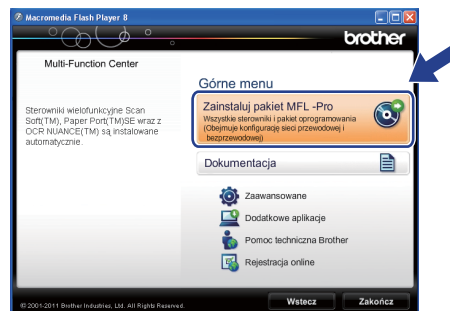 Macromedia Flash Player 8
brother
Multi-Function Center
Sterowniki wielofunkcyjne Scan
Soft(TM), Paper Port(TM)SE wraz z
OCR NUANCE(TM) są instalowane
automatycznie.
Górne menu
Zainstaluj pakiet MFL -Pro
Wszystkie sterowniki i pakiet oprogramowania
(Obejmuje konfigurację sieci przewodowej i
bezprzewodowej)
Dokumentacja
Zaawansowane
Dodatkowe aplikacje
Pomoc techniczna Brother
Rejestracja online
© 2001-2011 Brother Industries, Ltd. All Rights Reserved.
Wstecz
Zakończ